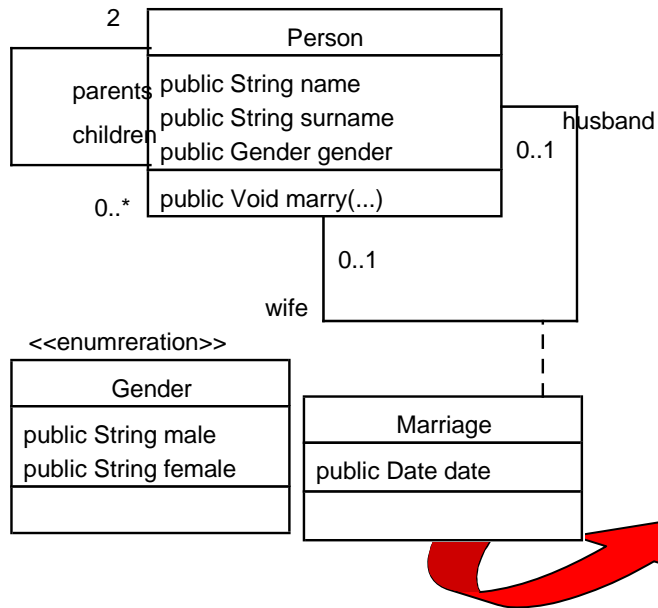 2
Person
parents
public String name
public String surname
husband
children
public Gender gender
0..1
0..*
public Void marry(...)
0..1
wife
<<enumreration>>
Gender
Marriage
public String male
public String female
public Date date